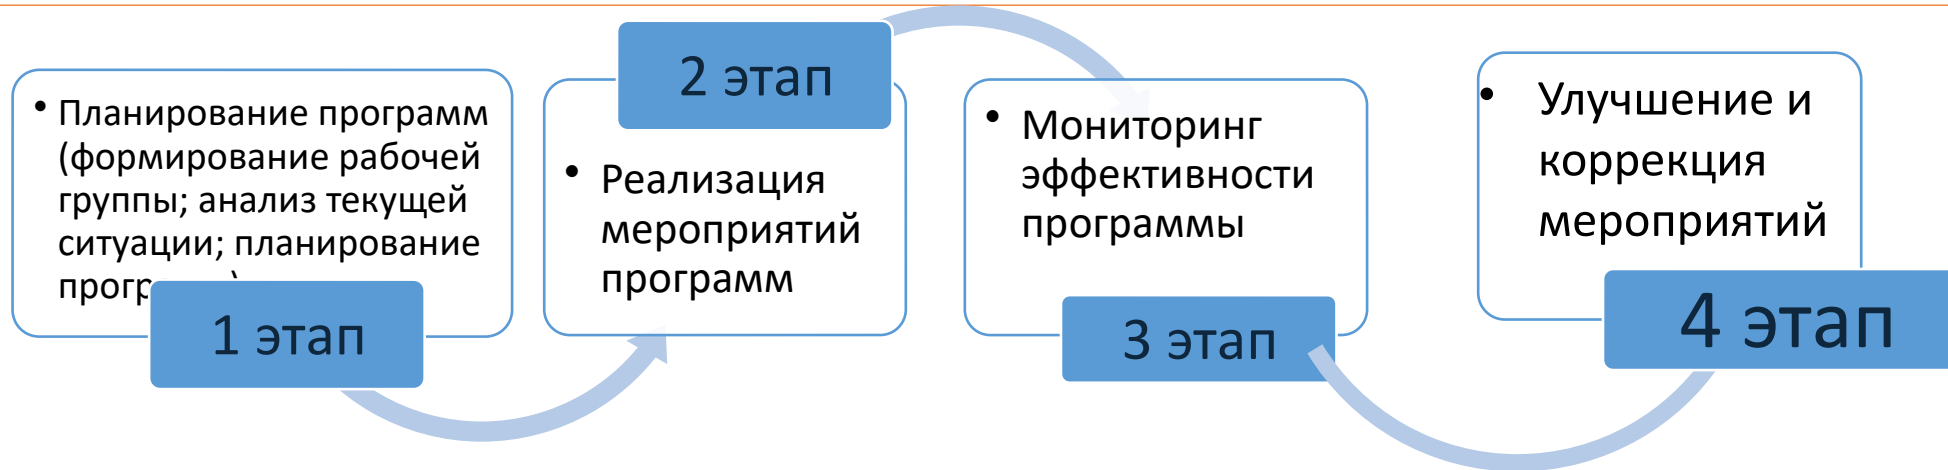 • Планирование программ
(формирование рабочей
группы; анализ текущей
ситуации; планирование
1 этап
2 этап
• Реализация
мероприятий
программ
• Мониторинг
эффективности
программы
3 этап
• Улучшение и
коррекция
мероприятий
4 этап